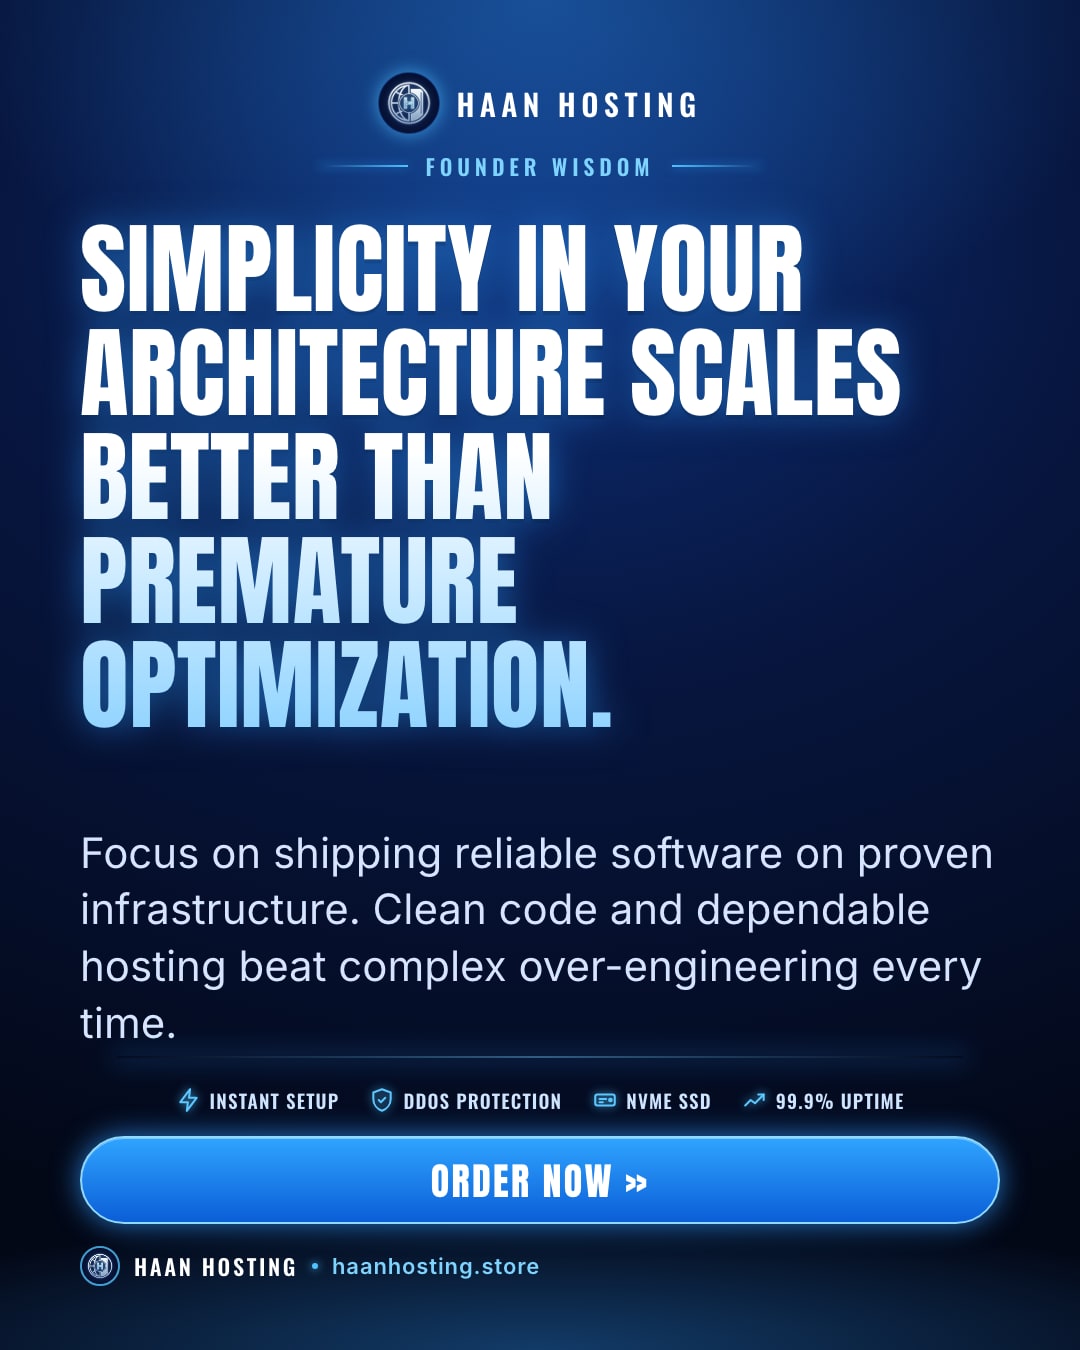 HAAN HOSTING
FOUNDER WISDOM
SIMPLICITY IN YOUR
ARCHITECTURE SCALES
BETTER THAN
PREMATURE
OPTIMIZATION.
Focus on shipping reliable software on proven
infrastructure. Clean code and dependable
hosting beat complex over-engineering every
time.
INSTANT SETUP DDOS PROTECTION NVME SSD 99.9% UPTIME
ORDER NOW »
HAAN HOSTING • haanhosting.store